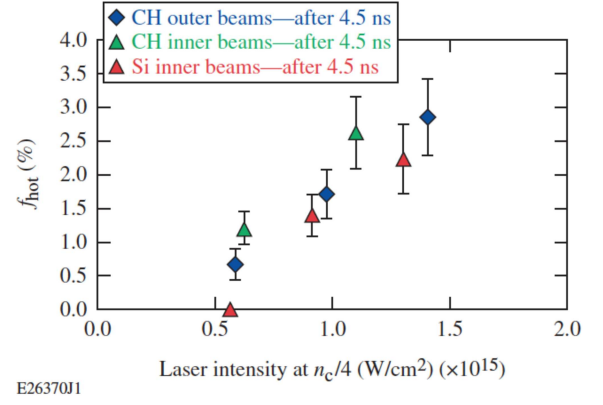 CH outer beams—after 4.5 ns
CH inner beams—after 4.5 ns
Si inner beams—after 4.5 ns
4.0
3.5
3.0
2.5
2.0
1.5
1.0
0.5
0.0
f_hot (%)
0.0 0.5 1.0 1.5 2.0
Laser intensity at n_c/4 (W/cm²) (×10¹⁵)
E26370J1